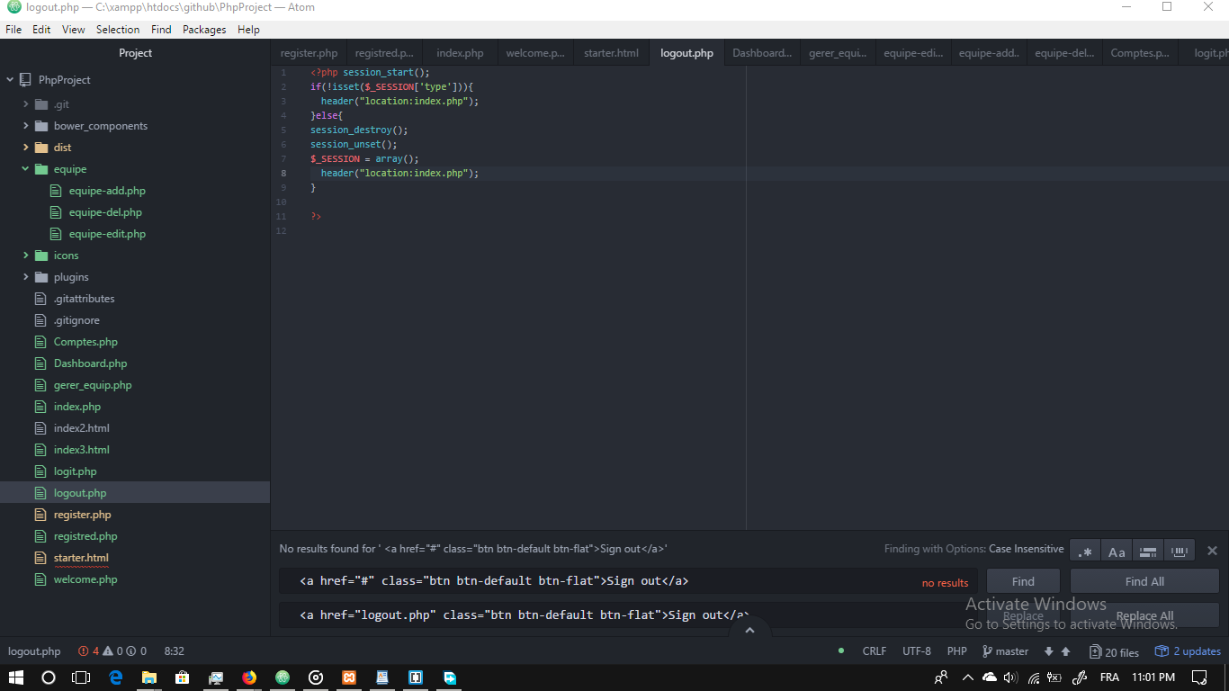 logout.php — C:\xampp\htdocs\github\PhpProject — Atom
File Edit View Selection Find Packages Help
Project
register.php registred.p... index.php welcome.p... starter.html logout.php Dashboard... gerer_equi... equipe-edi... equipe-add.. equipe-del... Comptes.p... logit.ph
PhpProject
.git
bower_components
dist
equipe
equipe-add.php
equipe-del.php
equipe-edit.php
icons
plugins
.gitattributes
.gitignore
Comptes.php
Dashboard.php
gerer_equip.php
index.php
index2.html
index3.html
logit.php
logout.php
register.php
registred.php
starter.html
welcome.php
1 <?php session_start();
2 if(!isset($_SESSION['type'])){
3 header("location:index.php");
4 }else{
5 session_destroy();
6 session_unset();
7 $_SESSION = array();
8 header("location:index.php");
9 }
10
11 ?>
12
No results found for ' <a href="#" class="btn btn-default btn-flat">Sign out</a>'
Finding with Options: Case Insensitive
.* Aa
<a href="#" class="btn btn-default btn-flat">Sign out</a>
no results
Find Find All
<a href="logout.php" class="btn btn-default btn-flat">Sign out</a>
Replace Replace All
Activate Windows
Go to Settings to activate Windows.
logout.php 4 0 0 8:32
CRLF UTF-8 PHP master 20 files 2 updates
FRA 11:01 PM